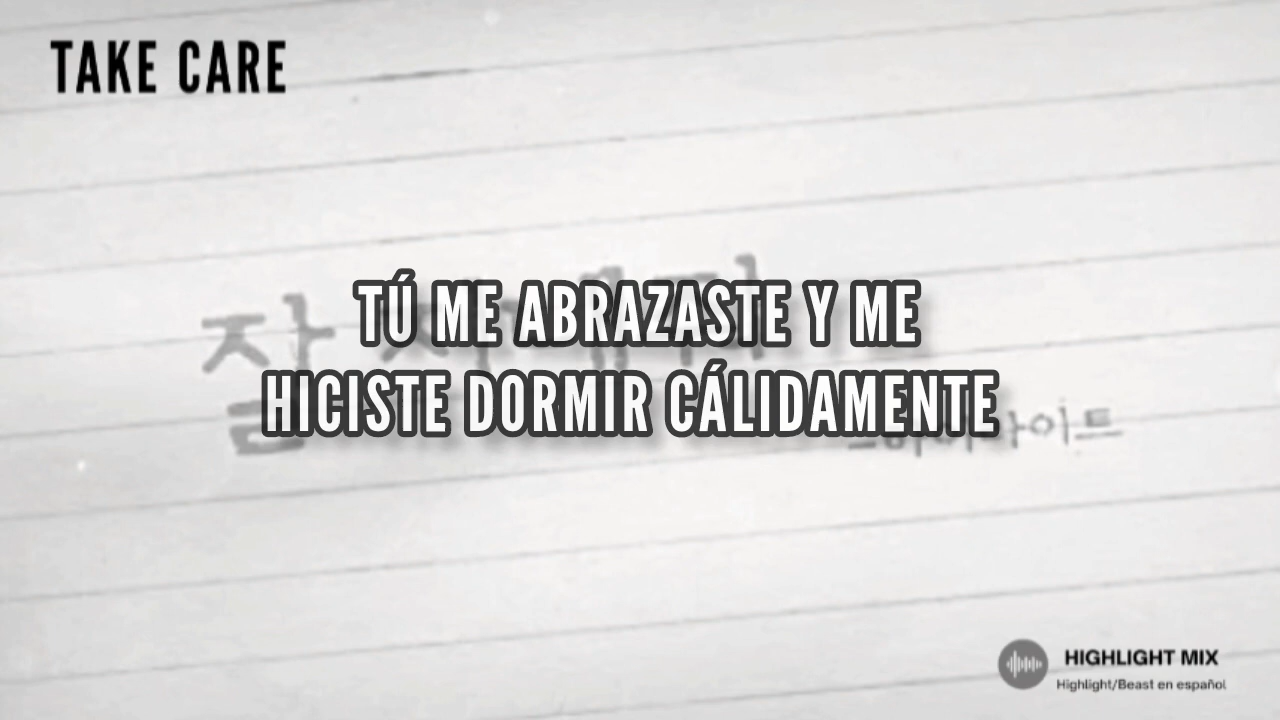 TAKE CARE
TÚ ME ABRAZASTE Y ME
HICISTE DORMIR CÁLIDAMENTE
HIGHLIGHT MIX
Highlight/Beast en español